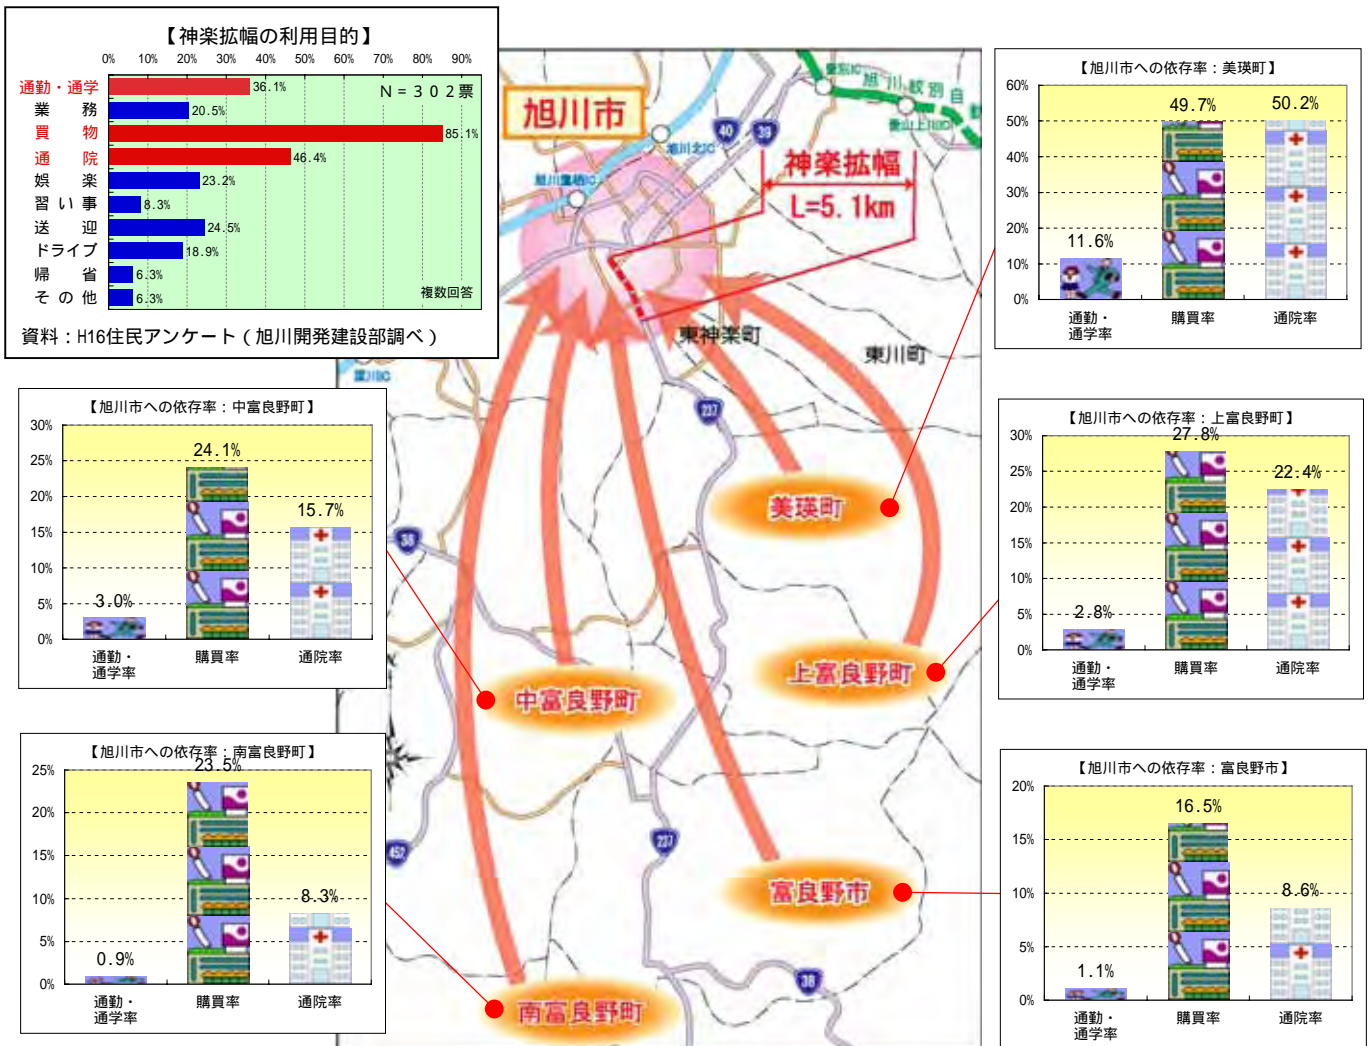 【神楽拡幅の利用目的】
0% 10% 20% 30% 40% 50% 60% 70% 80% 90%
N=302票
通勤・通学 36.1%
業務 20.5%
買物 85.1%
通院 46.4%
娯楽 23.2%
習い事 8.3%
送迎 24.5%
ドライブ 18.9%
帰省 6.3%
その他 6.3%
複数回答
資料:H16住民アンケート(旭川開発建設部調べ)
旭川市
40
39
愛別IC
旭川紋別自動
愛山上川IC
旭川北IC
旭川鷹栖IC
神楽拡幅
L=5.1km
東神楽町
東川町
237
38
美瑛町
上富良野町
中富良野町
237
452
富良野市
38
南富良野町
【旭川市への依存率:美瑛町】
60%
50%
40%
30%
20%
10%
0%
11.6%
49.7%
50.2%
通勤・
通学率
購買率
通院率
【旭川市への依存率:中富良野町】
30%
25%
20%
15%
10%
5%
0%
3.0%
24.1%
15.7%
通勤・
通学率
購買率
通院率
【旭川市への依存率:上富良野町】
30%
25%
20%
15%
10%
5%
0%
2.8%
27.8%
22.4%
通勤・
通学率
購買率
通院率
【旭川市への依存率:南富良野町】
25%
20%
15%
10%
5%
0%
0.9%
23.5%
8.3%
通勤・
通学率
購買率
通院率
【旭川市への依存率:富良野市】
20%
15%
10%
5%
0%
1.1%
16.5%
8.6%
通勤・
通学率
購買率
通院率